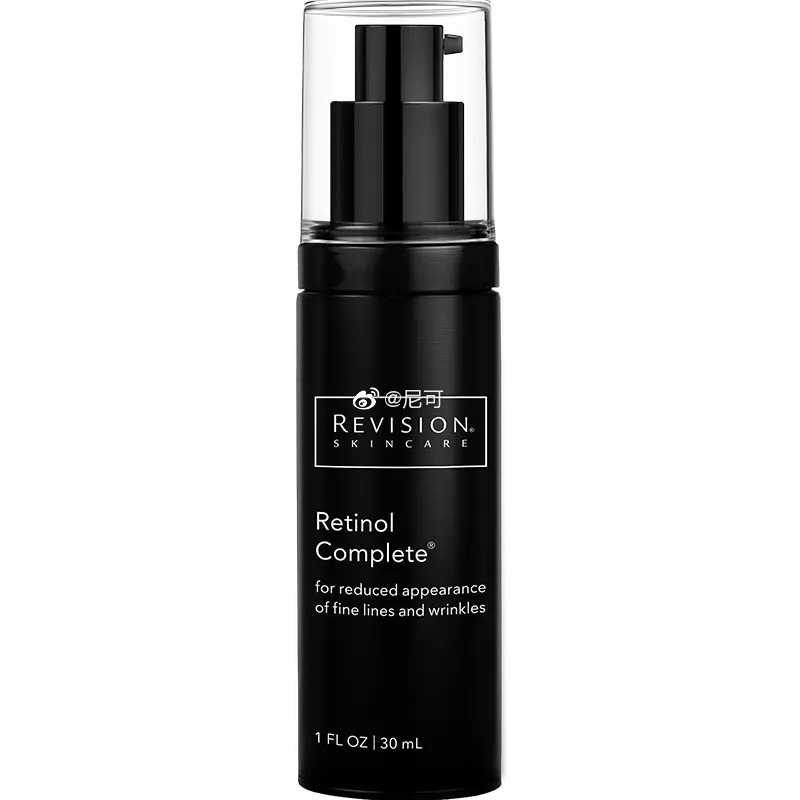 @尼可
REVISION®
SKINCARE
Retinol
Complete®
for reduced appearance
of fine lines and wrinkles
1 FL OZ | 30 mL